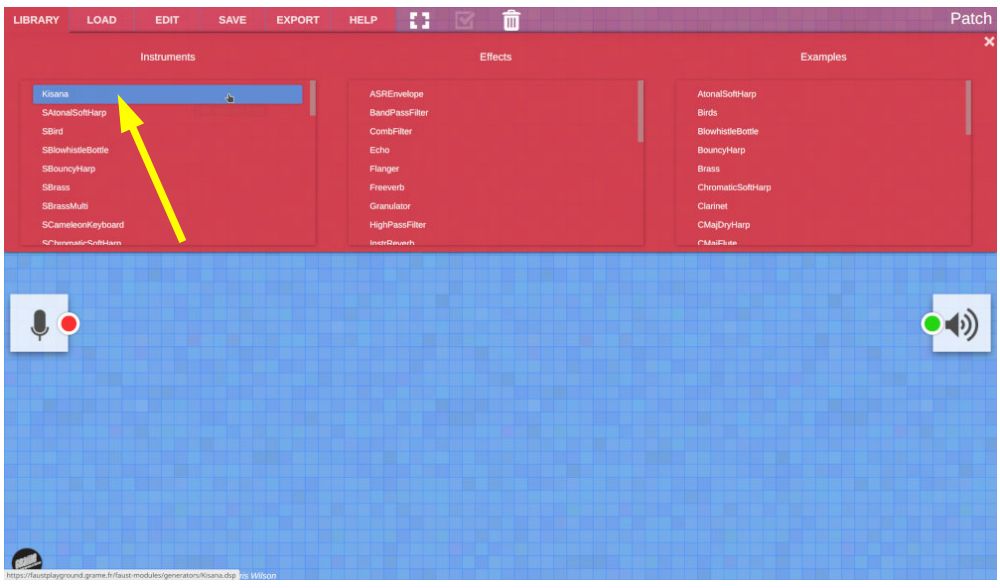 LIBRARY LOAD EDIT SAVE EXPORT HELP Patch
Instruments
Kisana
SAtonalSoftHarp
SBird
SBlowhistleBottle
SBouncyHarp
SBrass
SBrassMulti
SCameleonKeyboard
SChromaticSoftHarp
Effects
ASREnvelope
BandPassFilter
CombFilter
Echo
Flanger
Freeverb
Granulator
HighPassFilter
InstrReverb
Examples
AtonalSoftHarp
Birds
BlowhistleBottle
BouncyHarp
Brass
ChromaticSoftHarp
Clarinet
CMajDryHarp
CMajFlute
GRAME
https://faustplayground.grame.fr/faust-modules/generators/Kisana.dsp ris Wilson